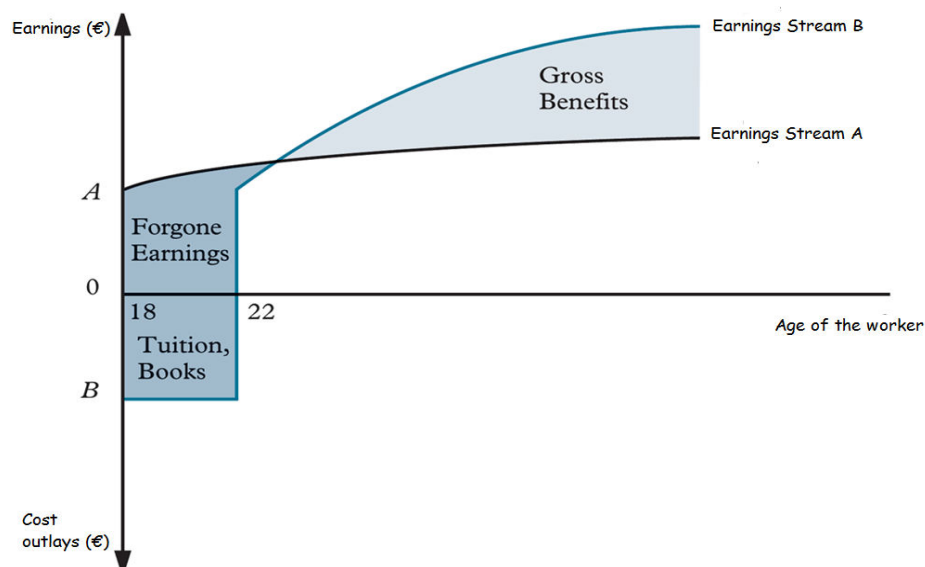 Earnings (€)
Earnings Stream B
Gross
Benefits
Earnings Stream A
A
Forgone
Earnings
0
18
22
Age of the worker
Tuition,
Books
B
Cost
outlays (€)